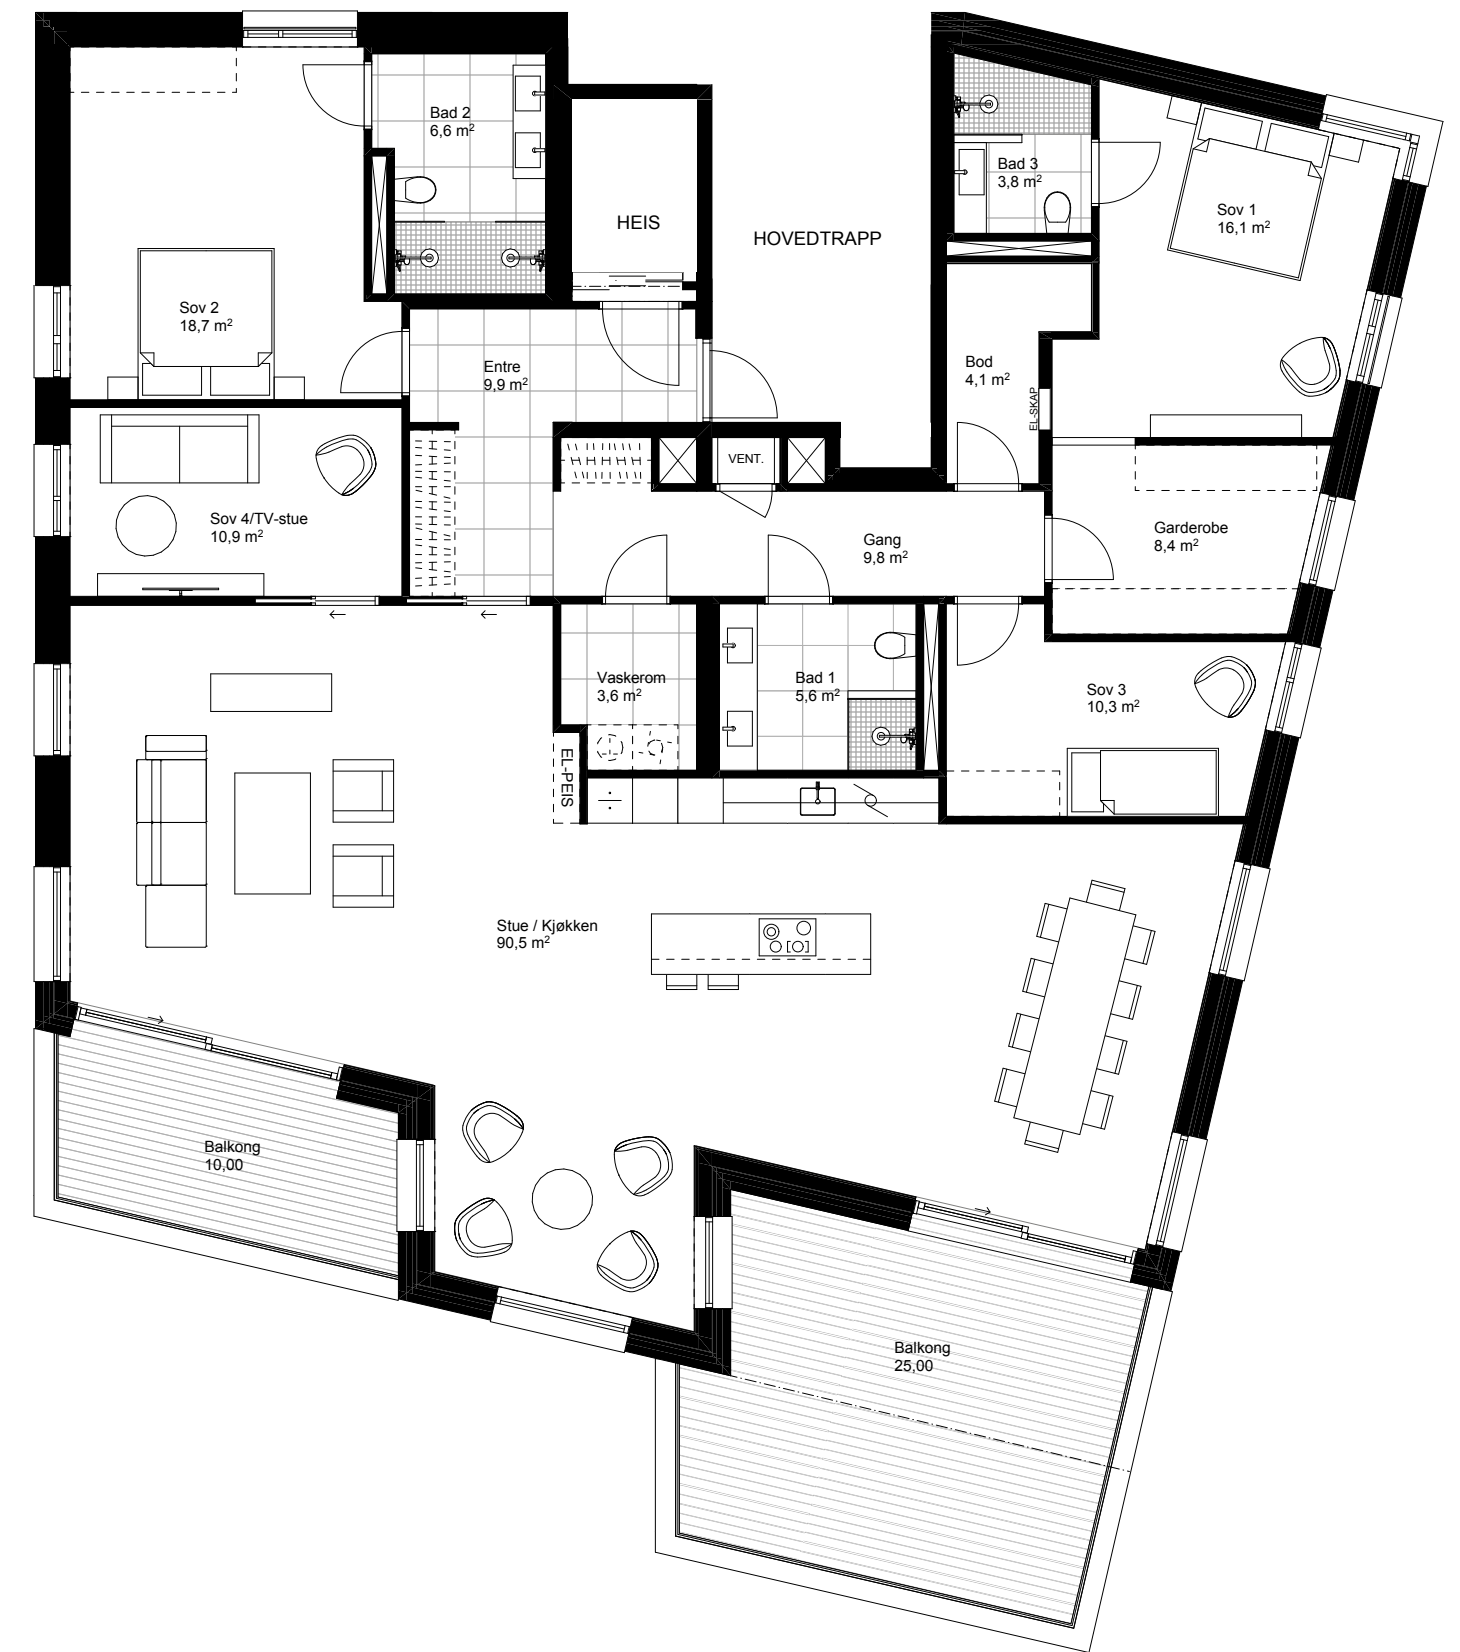 Bad 2
6,6 m²
HEIS
HOVEDTRAPP
Bad 3
3,8 m²
Sov 1
16,1 m²
Sov 2
18,7 m²
Entre
9,9 m²
Bod
4,1 m²
EL-SKAP
VENT.
Sov 4/TV-stue
10,9 m²
Gang
9,8 m²
Garderobe
8,4 m²
Vaskerom
3,6 m²
Bad 1
5,6 m²
Sov 3
10,3 m²
EL-PEIS
Stue / Kjøkken
90,5 m²
Balkong
10,00
Balkong
25,00